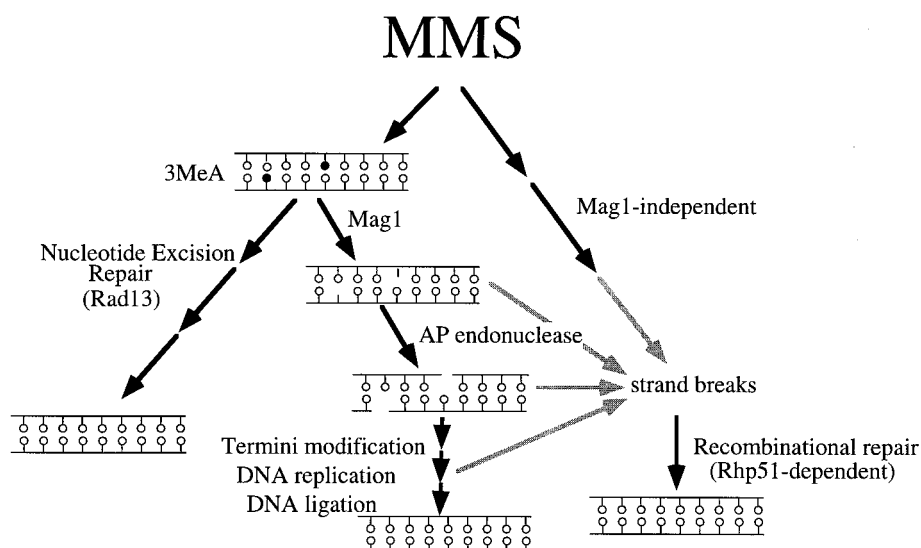 MMS
3MeA
Mag1
Mag1-independent
Nucleotide Excision
Repair
(Rad13)
AP endonuclease
strand breaks
Termini modification
DNA replication
DNA ligation
Recombinational repair
(Rhp51-dependent)